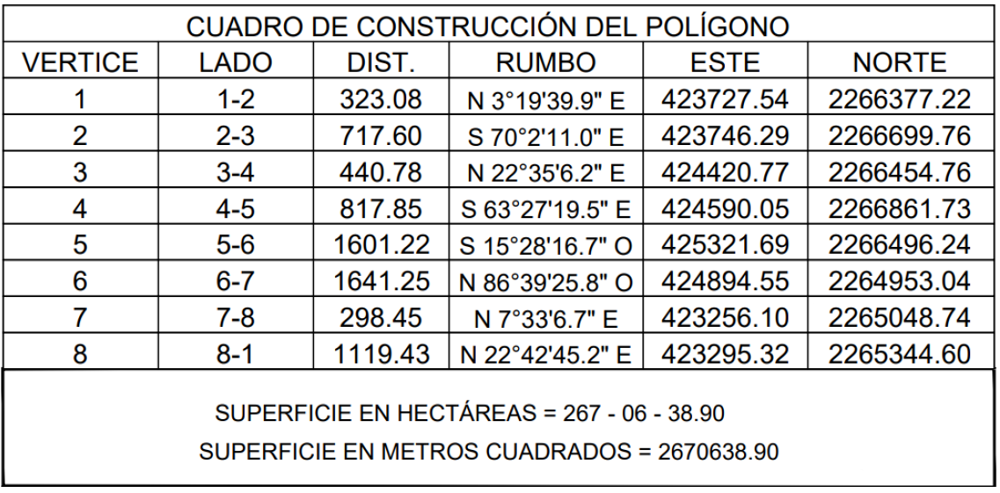 CUADRO DE CONSTRUCCIÓN DEL POLÍGONO
VERTICE LADO DIST. RUMBO ESTE NORTE
1 1-2 323.08 N 3°19'39.9" E 423727.54 2266377.22
2 2-3 717.60 S 70°2'11.0" E 423746.29 2266699.76
3 3-4 440.78 N 22°35'6.2" E 424420.77 2266454.76
4 4-5 817.85 S 63°27'19.5" E 424590.05 2266861.73
5 5-6 1601.22 S 15°28'16.7" O 425321.69 2266496.24
6 6-7 1641.25 N 86°39'25.8" O 424894.55 2264953.04
7 7-8 298.45 N 7°33'6.7" E 423256.10 2265048.74
8 8-1 1119.43 N 22°42'45.2" E 423295.32 2265344.60
SUPERFICIE EN HECTÁREAS = 267 - 06 - 38.90
SUPERFICIE EN METROS CUADRADOS = 2670638.90